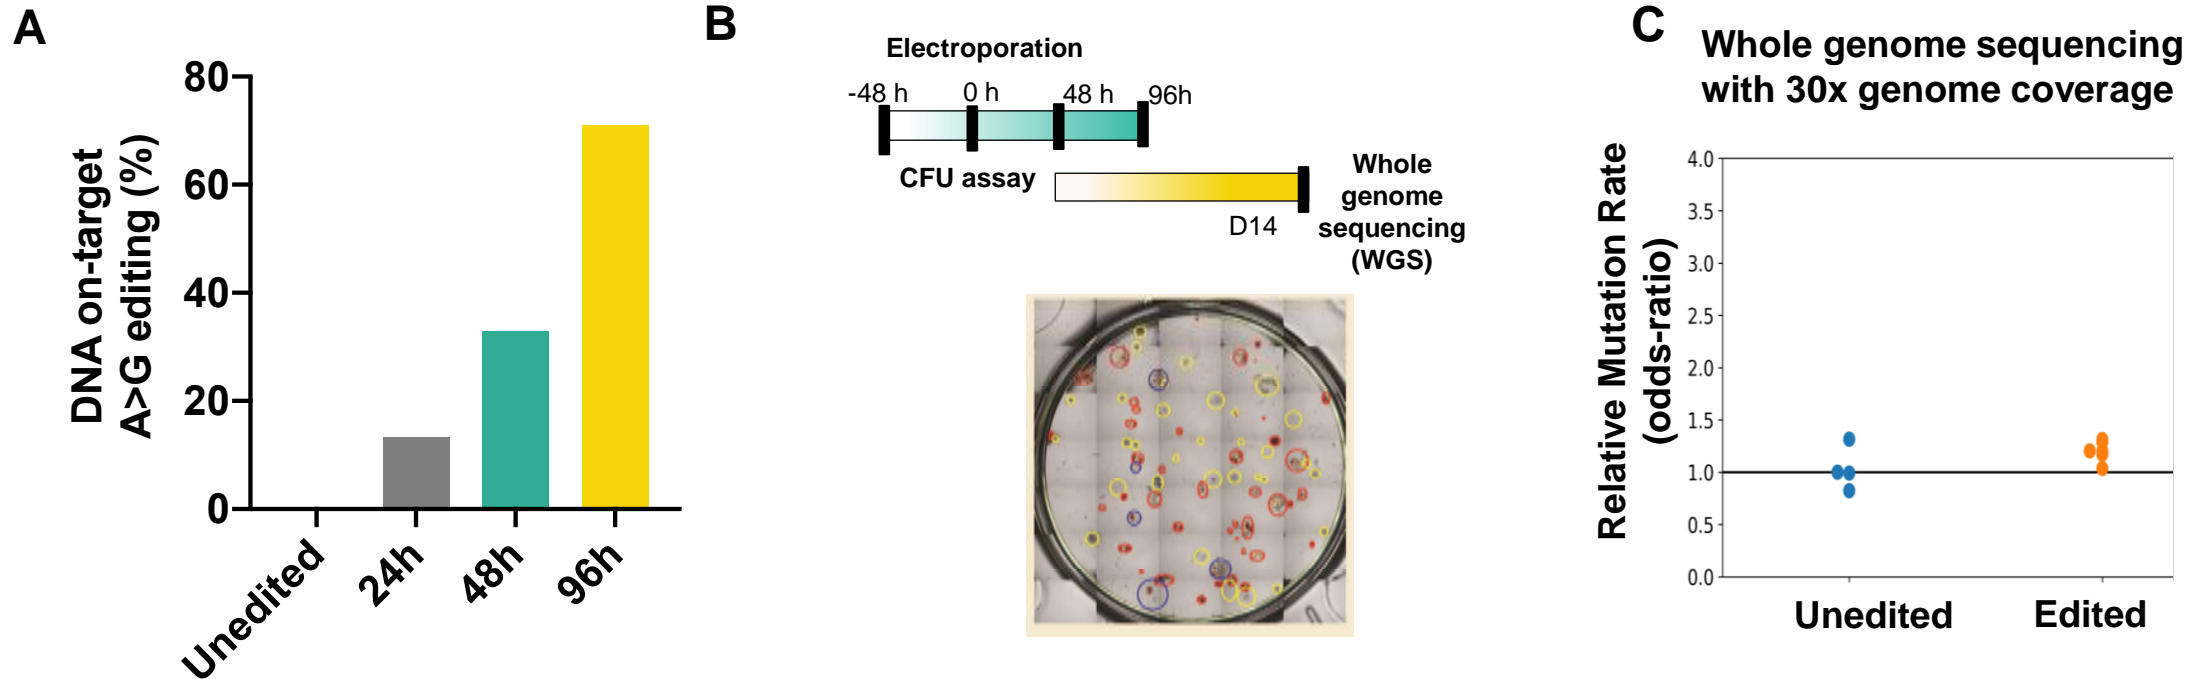 A
DNA on-target
A>G editing (%)
80
60
40
20
0
Unedited
24h
48h
96h
B
Electroporation
-48 h
0 h
48 h
96h
CFU assay
D14
Whole
genome
sequencing
(WGS)
C
Whole genome sequencing
with 30x genome coverage
Relative Mutation Rate
(odds-ratio)
4.0
3.5
3.0
2.5
2.0
1.5
1.0
0.5
0.0
Unedited
Edited